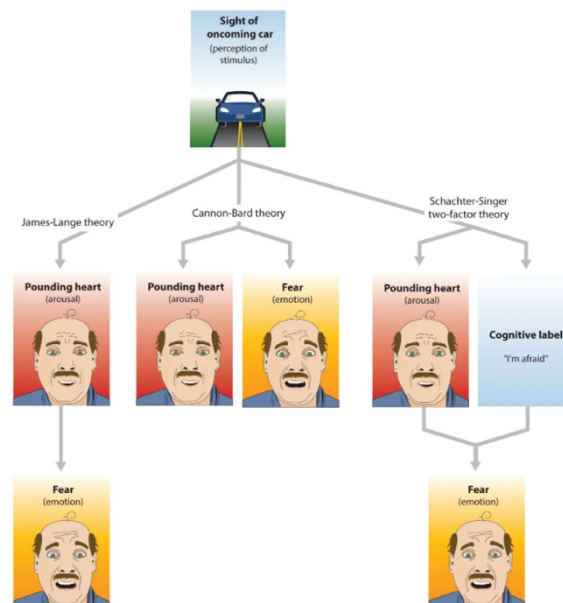 Sight of
oncoming car
(perception of
stimulus)
James-Lange theory
Cannon-Bard theory
Schachter-Singer
two-factor theory
Pounding heart
(arousal)
Pounding heart
(arousal)
Fear
(emotion)
Pounding heart
(arousal)
Cognitive label
"I'm afraid"
Fear
(emotion)
Fear
(emotion)